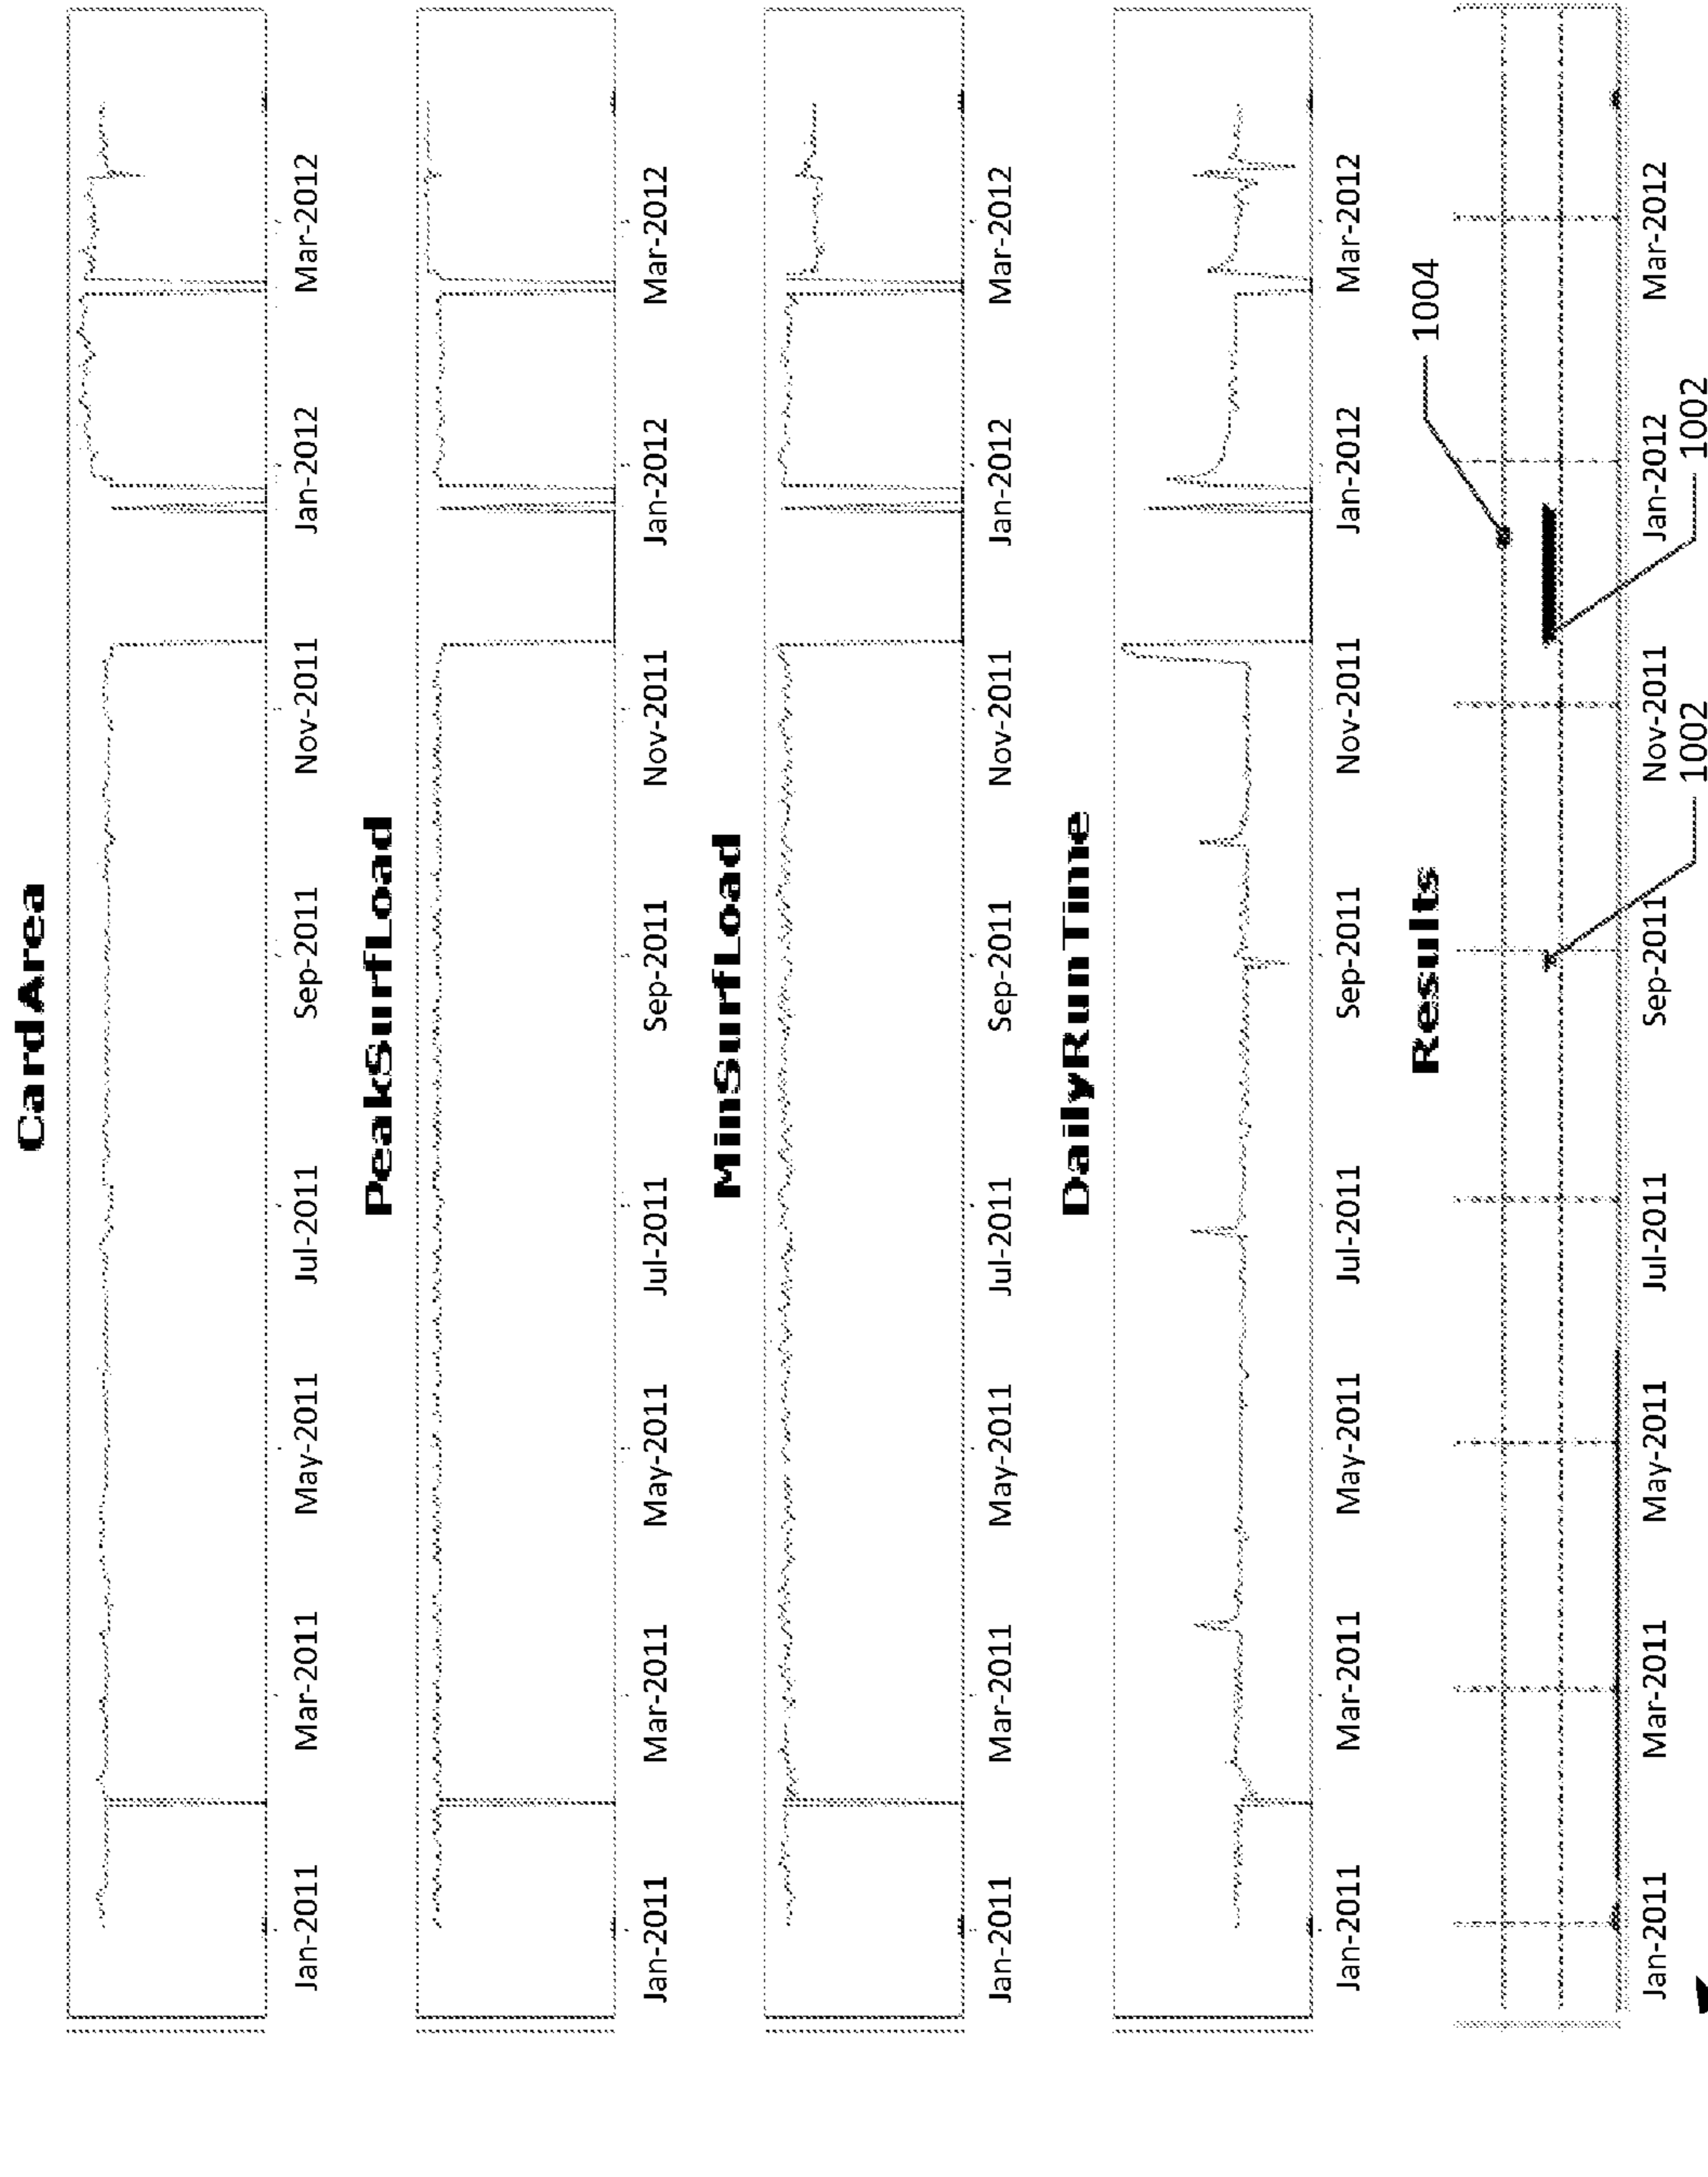 CardArea
Jan-2011 Mar-2011 May-2011 Jul-2011 Sep-2011 Nov-2011 Jan-2012 Mar-2012
PeakSurfLoad
Jan-2011 Mar-2011 May-2011 Jul-2011 Sep-2011 Nov-2011 Jan-2012 Mar-2012
MinSurfLoad
Jan-2011 Mar-2011 May-2011 Jul-2011 Sep-2011 Nov-2011 Jan-2012 Mar-2012
DailyRunTime
Jan-2011 Mar-2011 May-2011 Jul-2011 Sep-2011 Nov-2011 Jan-2012 Mar-2012
Results
1004
Jan-2011 Mar-2011 May-2011 Jul-2011 Sep-2011 Nov-2011 Jan-2012 Mar-2012
1002 1002